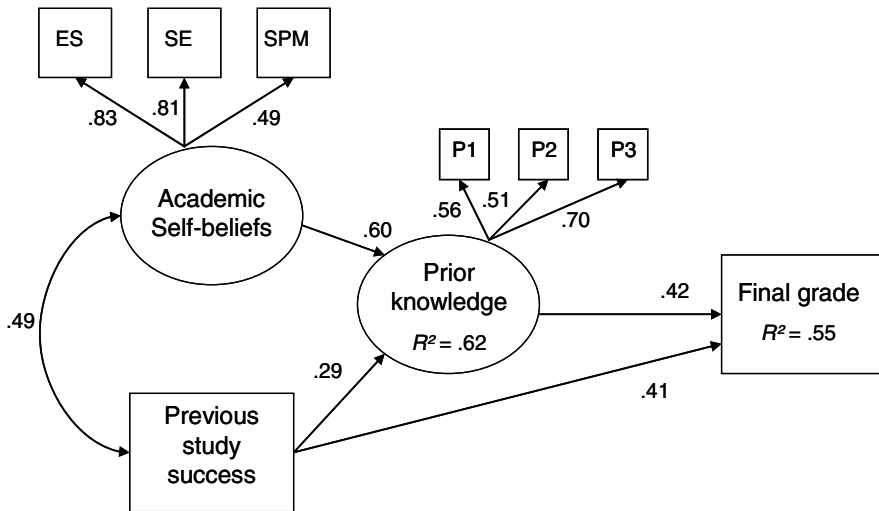 ES
SE
SPM
.83
.81
.49
P1
P2
P3
.56
.51
.70
Academic
Self-beliefs
.60
Prior
knowledge
R² = .62
.42
Final grade
R² = .55
.49
.29
.41
Previous
study
success